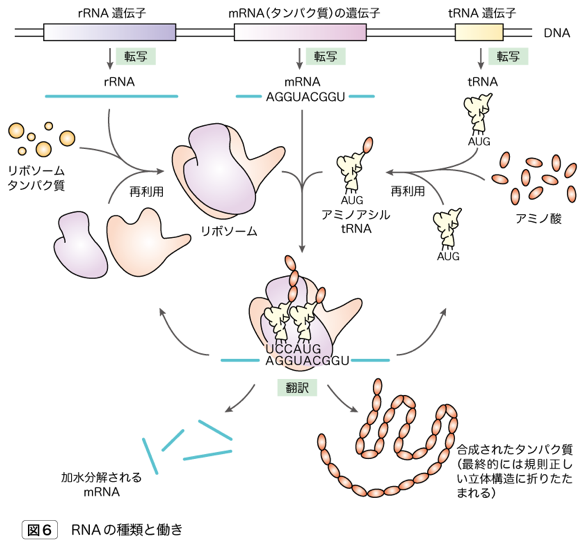 rRNA 遺伝子
mRNA(タンパク質)の遺伝子
tRNA 遺伝子
DNA
転写
転写
転写
rRNA
mRNA
tRNA
AGGUACGGU
AUG
リボソーム
タンパク質
再利用
リボソーム
AUG
アミノアシル
tRNA
再利用
AUG
アミノ酸
UCCAUG
AGGUACGGU
翻訳
加水分解される
mRNA
合成されたタンパク質
(最終的には規則正し
い立体構造に折りたた
まれる)
図6 RNAの種類と働き